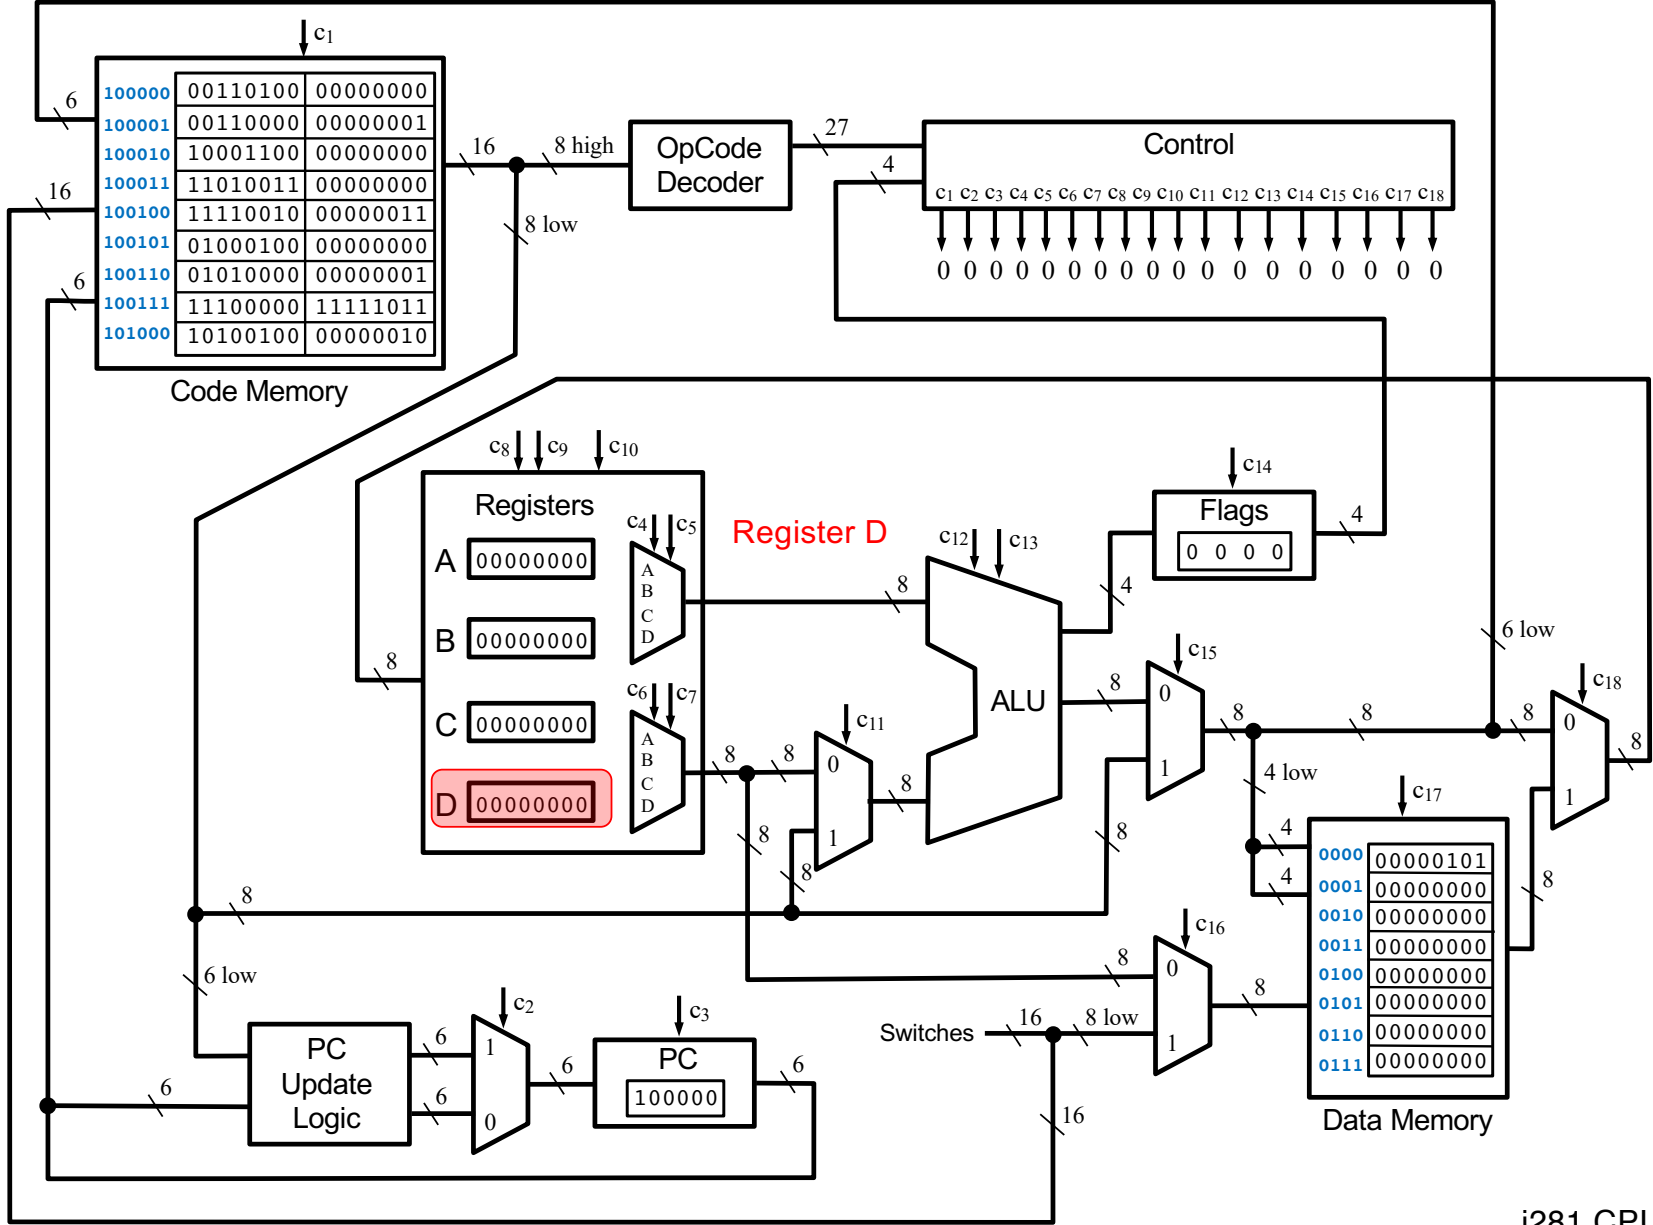 c1
6
100000 00110100 00000000
100001 00110000 00000001
100010 10001100 00000000
100011 11010011 00000000
100100 11110010 00000011
100101 01000100 00000000
100110 01010000 00000001
100111 11100000 11111011
101000 10100100 00000010
Code Memory
16
6
16
8 high
8 low
OpCode
Decoder
27
4
Control
c1 c2 c3 c4 c5 c6 c7 c8 c9 c10 c11 c12 c13 c14 c15 c16 c17 c18
0 0 0 0 0 0 0 0 0 0 0 0 0 0 0 0 0 0
c8 c9 c10
Registers
A 00000000
B 00000000
C 00000000
D 00000000
8
c4 c5
A
B
C
D
c6 c7
A
B
C
D
Register D
8
8
8
8
8
c11
0
1
8
c12 c13
ALU
4
c14
Flags
0 0 0 0
4
8
c15
0
1
8
8
8
6 low
8
c18
0
1
8
4 low
4
4
c17
0000 00000101
0001 00000000
0010 00000000
0011 00000000
0100 00000000
0101 00000000
0110 00000000
0111 00000000
Data Memory
8
8
6 low
8
c16
0
1
8
Switches
16
8 low
16
PC
Update
Logic
6
6
6
c2
1
0
6
c3
PC
100000
6
i281 CPU